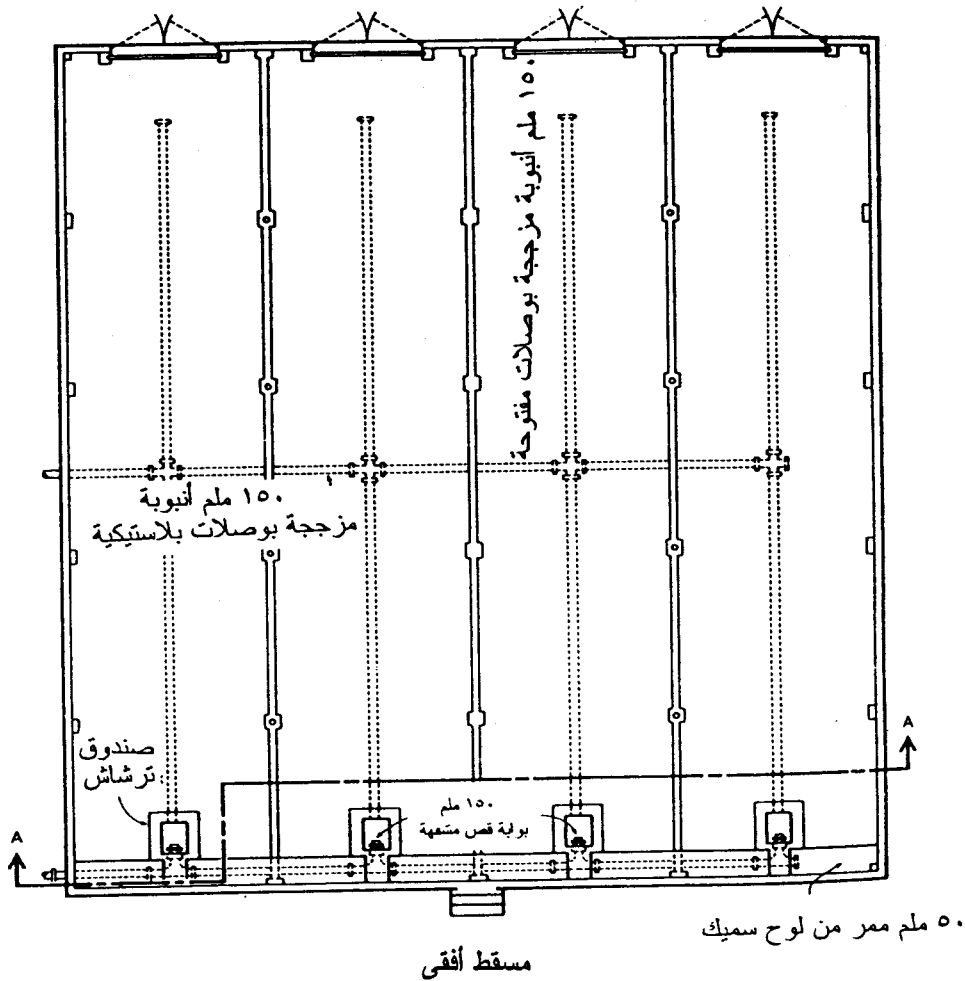 ١٥٠ ملم أنبوبة مزججة بوصلات مفتوحة
١٥٠ ملم أنبوبة
مزججة بوصلات بلاستيكية
صندوق
ترشاش
A
A
١٥٠ ملم
بوابة قص
٥٠ ملم ممر من لوح سميك
مسقط أفقى